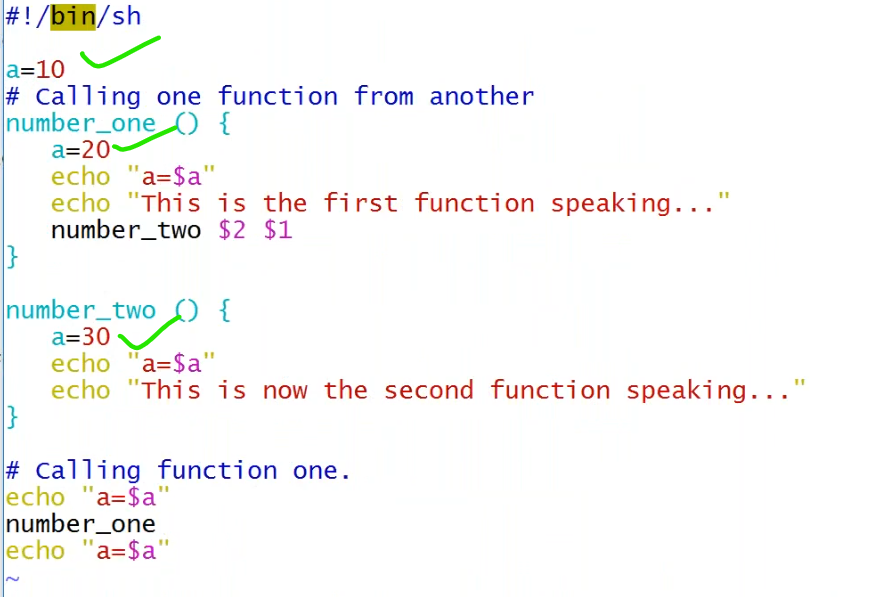 #!/bin/sh
a=10
# Calling one function from another
number_one () {
   a=20
   echo "a=$a"
   echo "This is the first function speaking..."
   number_two $2 $1
}
number_two () {
   a=30
   echo "a=$a"
   echo "This is now the second function speaking..."
}
# Calling function one.
echo "a=$a"
number_one
echo "a=$a"
~